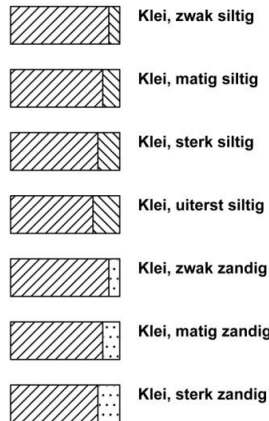 Klei, zwak siltig
Klei, matig siltig
Klei, sterk siltig
Klei, uiterst siltig
Klei, zwak zandig
Klei, matig zandig
Klei, sterk zandig